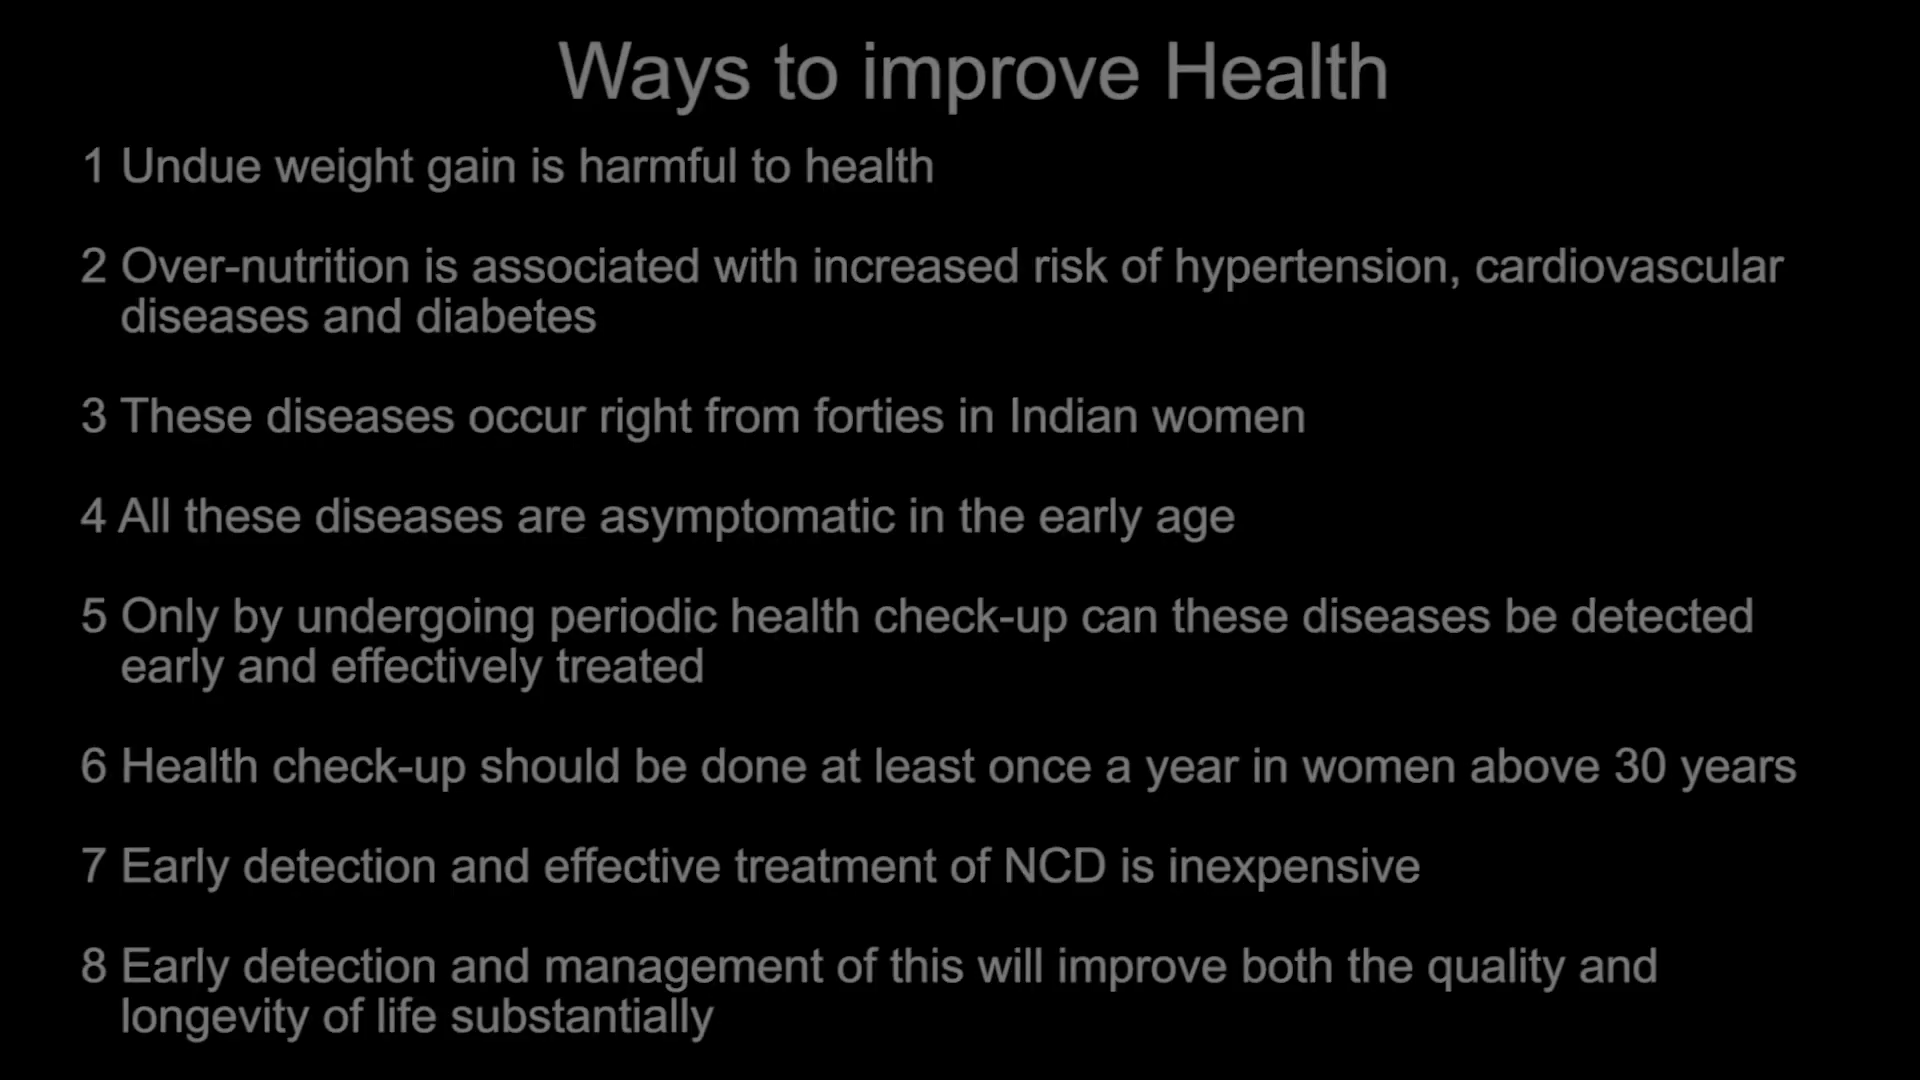 Ways to improve Health
1 Undue weight gain is harmful to health
2 Over-nutrition is associated with increased risk of hypertension, cardiovascular
diseases and diabetes
3 These diseases occur right from forties in Indian women
4 All these diseases are asymptomatic in the early age
5 Only by undergoing periodic health check-up can these diseases be detected
early and effectively treated
6 Health check-up should be done at least once a year in women above 30 years
7 Early detection and effective treatment of NCD is inexpensive
8 Early detection and management of this will improve both the quality and
longevity of life substantially